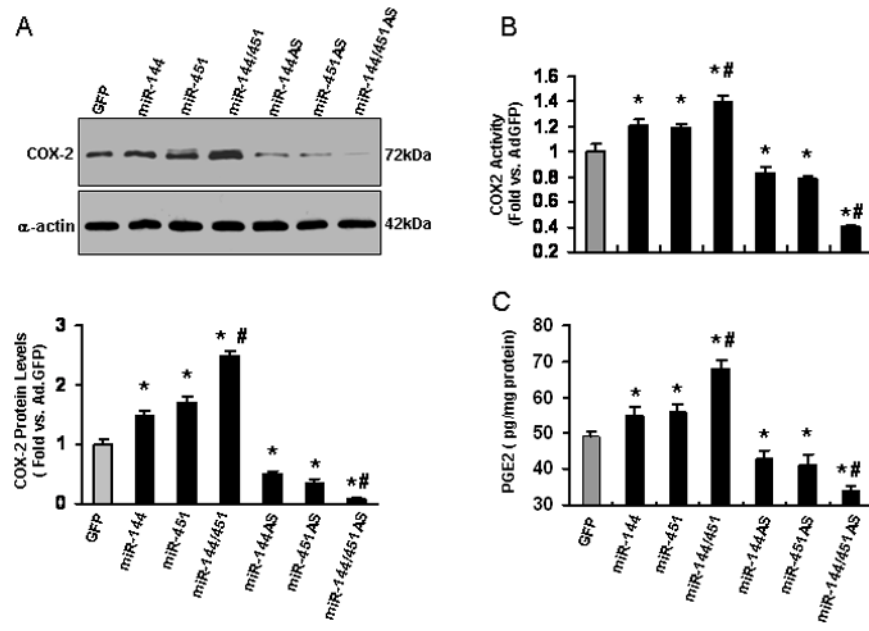 A
GFP
miR-144
miR-451
miR-144/451
miR-144AS
miR-451AS
miR-144/451AS
COX-2
72kDa
α-actin
42kDa
COX-2 Protein Levels
( Fold vs. Ad.GFP)
3
2
1
0
*
*
* #
*
*
*#
GFP
miR-144
miR-451
miR-144/451
miR-144AS
miR-451AS
miR-144/451AS
B
COX2 Activity
(Fold vs. AdGFP)
1.6
1.4
1.2
1
0.8
0.6
0.4
0.2
*
*
*#
*
*
*#
C
PGE2 ( pg/mg protein)
90
80
70
60
50
40
30
*
*
*#
*
*
*#
GFP
miR-144
miR-451
miR-144/451
miR-144AS
miR-451AS
miR-144/451AS